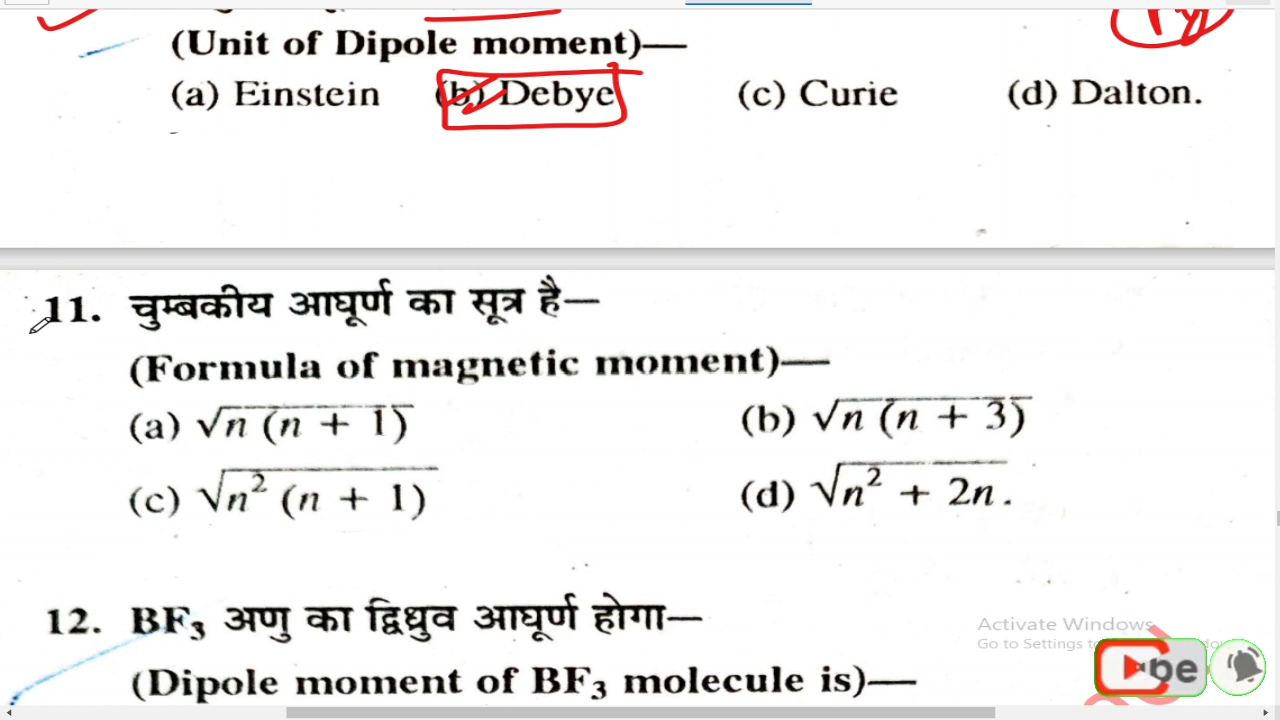 (Unit of Dipole moment)—
(a) Einstein (b) Debye (c) Curie (d) Dalton.
11. चुम्बकीय आघूर्ण का सूत्र है—
(Formula of magnetic moment)—
(a) √n (n + 1) (b) √n (n + 3)
(c) √n² (n + 1) (d) √n² + 2n.
12. BF₃ अणु का द्विध्रुव आघूर्ण होगा—
Activate Windows
Go to Settings
be
(Dipole moment of BF₃ molecule is)—